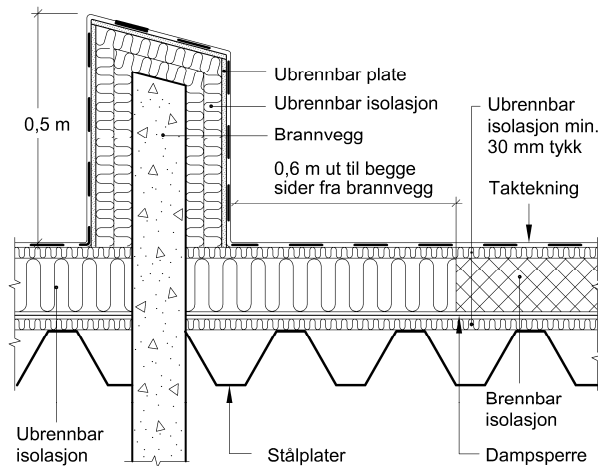 Ubrennbar plate
Ubrennbar isolasjon
Brannvegg
0,5 m
0,6 m ut til begge
sider fra brannvegg
Ubrennbar
isolasjon min.
30 mm tykk
Taktekning
Ubrennbar
isolasjon
Stålplater
Brennbar
isolasjon
Dampsperre